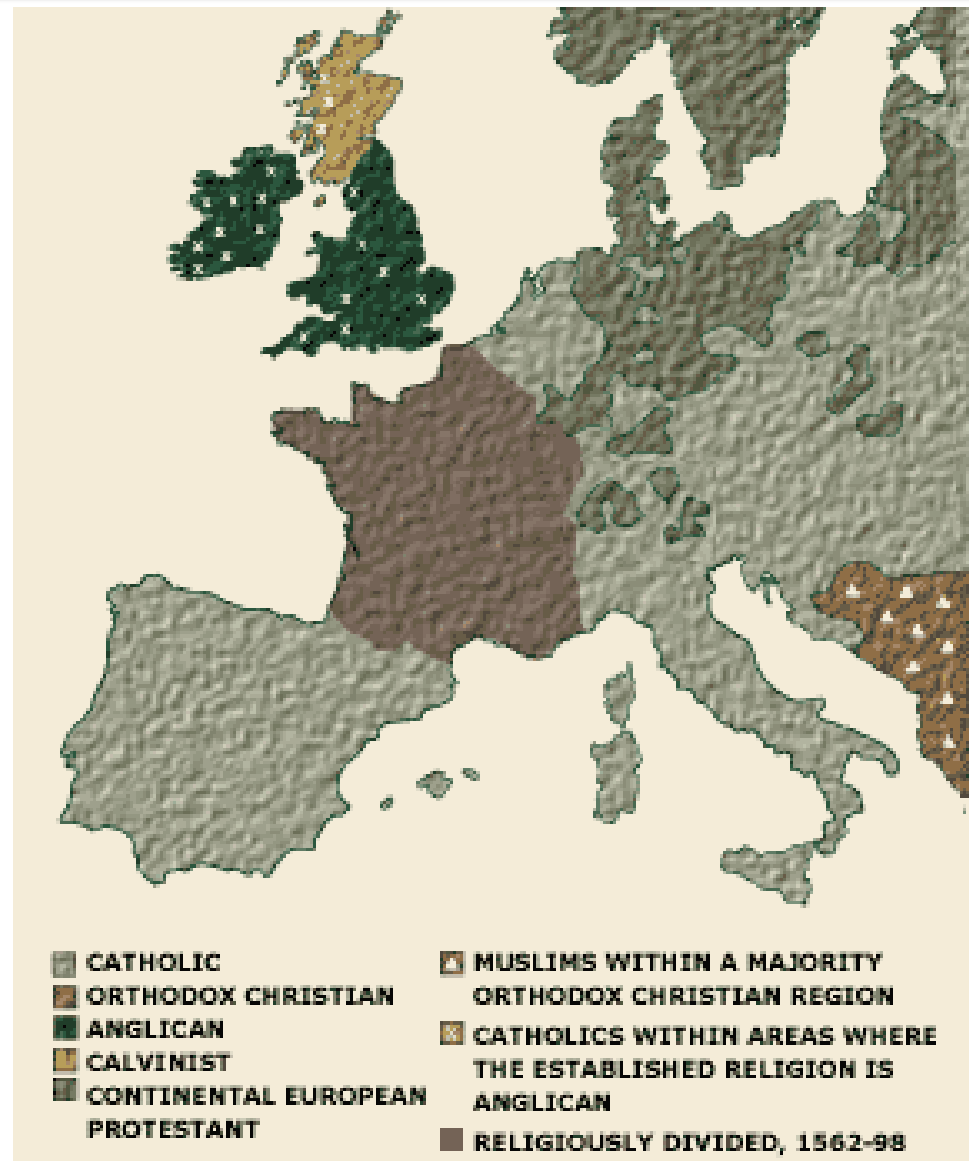 CATHOLIC
ORTHODOX CHRISTIAN
ANGLICAN
CALVINIST
CONTINENTAL EUROPEAN
PROTESTANT
MUSLIMS WITHIN A MAJORITY
ORTHODOX CHRISTIAN REGION
CATHOLICS WITHIN AREAS WHERE
THE ESTABLISHED RELIGION IS
ANGLICAN
RELIGIOUSLY DIVIDED, 1562-98